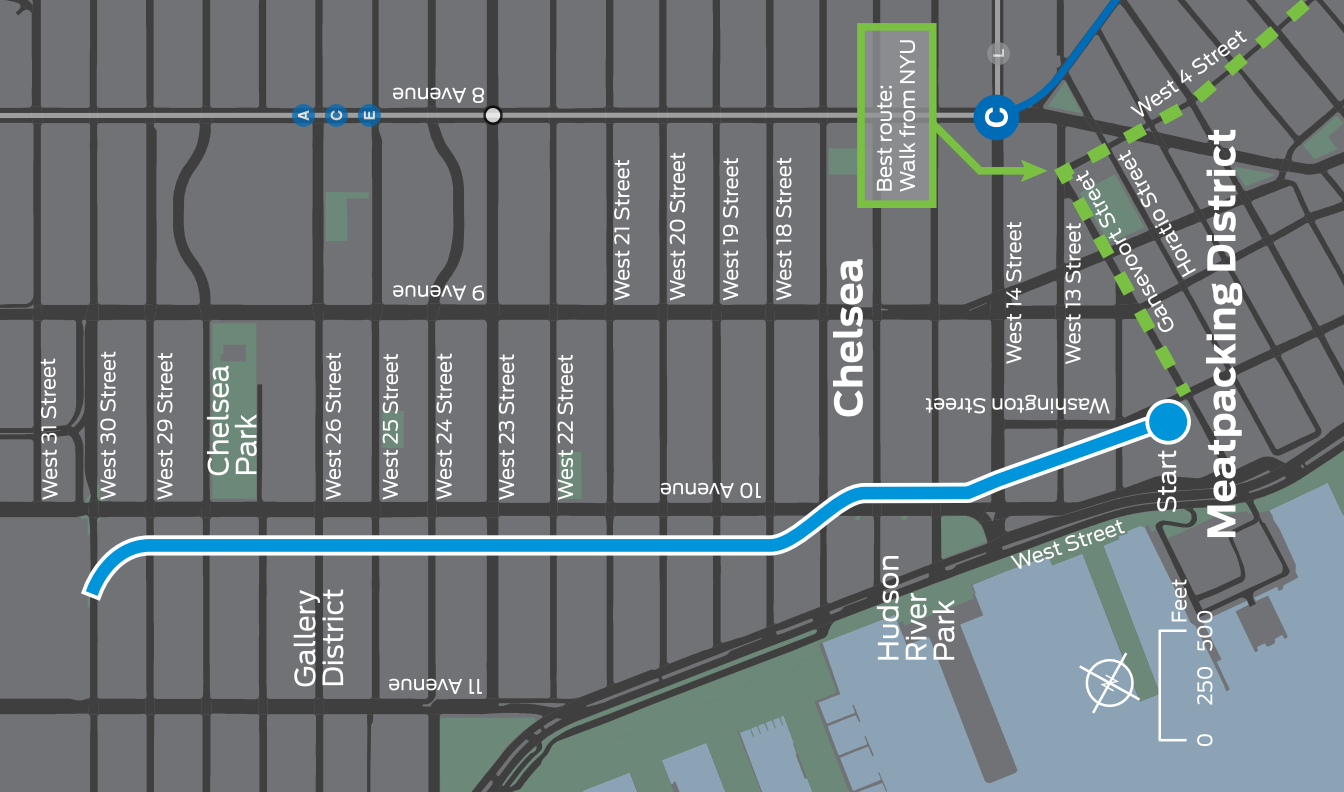 8 Avenue
A
C
E
L
C
Best route:
Walk from NYU
West 4 Street
Horatio Street
Gansevoort Street
Meatpacking District
West 21 Street
West 20 Street
West 19 Street
West 18 Street
9 Avenue
Chelsea
West 14 Street
West 13 Street
Washington Street
West 31 Street
West 30 Street
West 29 Street
Chelsea
Park
West 26 Street
West 25 Street
West 24 Street
West 23 Street
West 22 Street
10 Avenue
Start
West Street
Hudson
River
Park
Gallery
District
11 Avenue
N
Feet
0 250 500